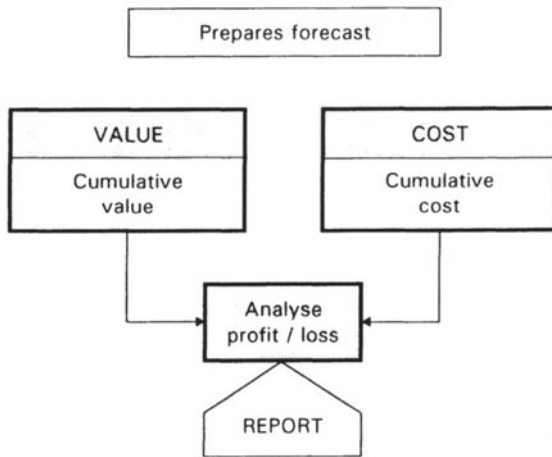 Prepares forecast
VALUE
Cumulative
value
COST
Cumulative
cost
Analyse
profit / loss
REPORT